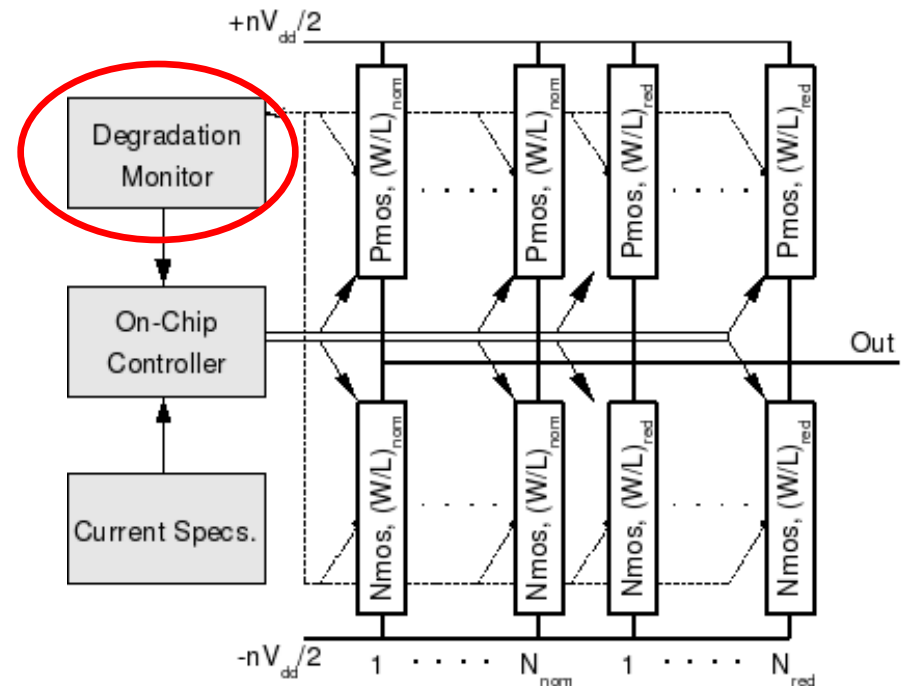 +nV_dd/2
Degradation
Monitor
Pmos, (W/L)_nom
Pmos, (W/L)_nom
Pmos, (W/L)_red
Pmos, (W/L)_red
On-Chip
Controller
Out
Current Specs.
Nmos, (W/L)_nom
Nmos, (W/L)_nom
Nmos, (W/L)_red
Nmos, (W/L)_red
-nV_dd/2
1 . . . . . N_nom 1 . . . . . N_red